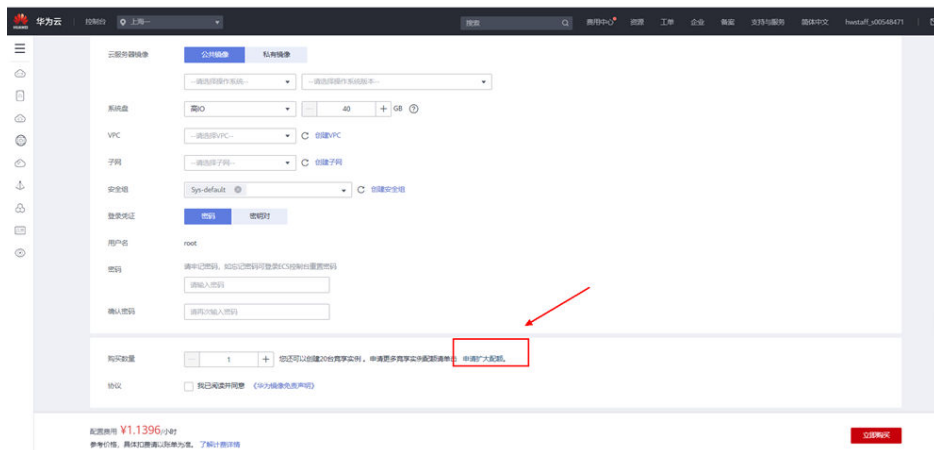 HUAWEI
华为云 控制台 上海一 搜索 费用中心 资源 工单 企业 备案 支持与服务 简体中文 hwstaff_s00548471
云服务器镜像 公共镜像 私有镜像
--请选择操作系统-- --请选择操作系统版本--
系统盘 高IO 40 GB
VPC --请选择VPC-- 创建VPC
子网 --请选择子网-- 创建子网
安全组 Sys-default 创建安全组
登录凭证 密码 密钥对
用户名 root
密码 请牢记密码，如忘记密码可登录ECS控制台重置密码
请输入密码
确认密码 请再次输入密码
购买数量 1 您还可以创建20台竞享实例。申请更多竞享实例配额请单击 申请扩大配额。
协议 我已阅读并同意 《华为镜像免责声明》
配置费用 ¥1.1396/小时
参考价格，具体扣费请以账单为准。 了解计费详情
立即购买